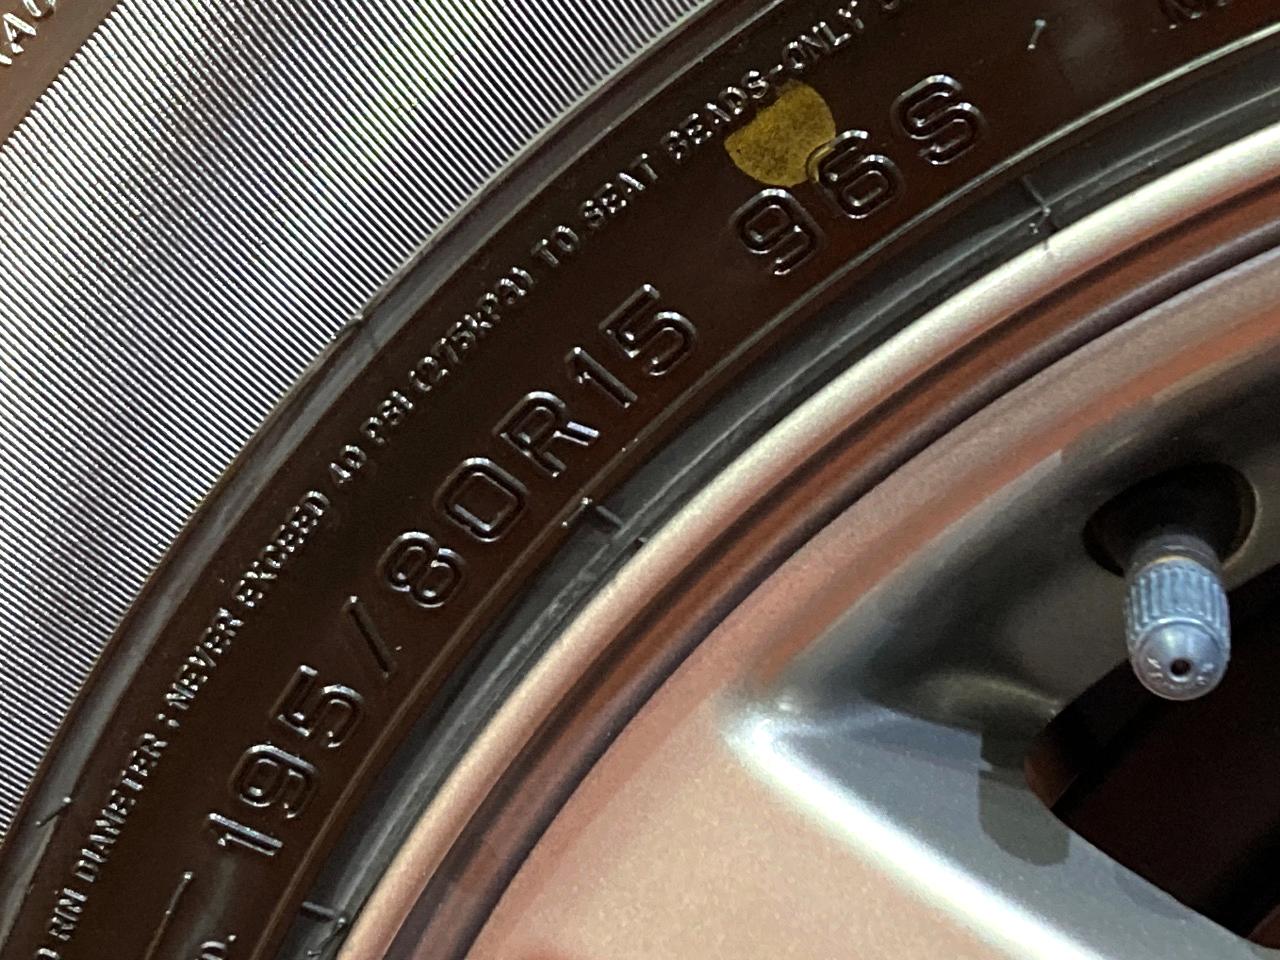 RIM DIAMETER ; NEVER EXCEED 40 PSI (275kPa) TO SEAT BEADS-ONLY
195/80R15 96S